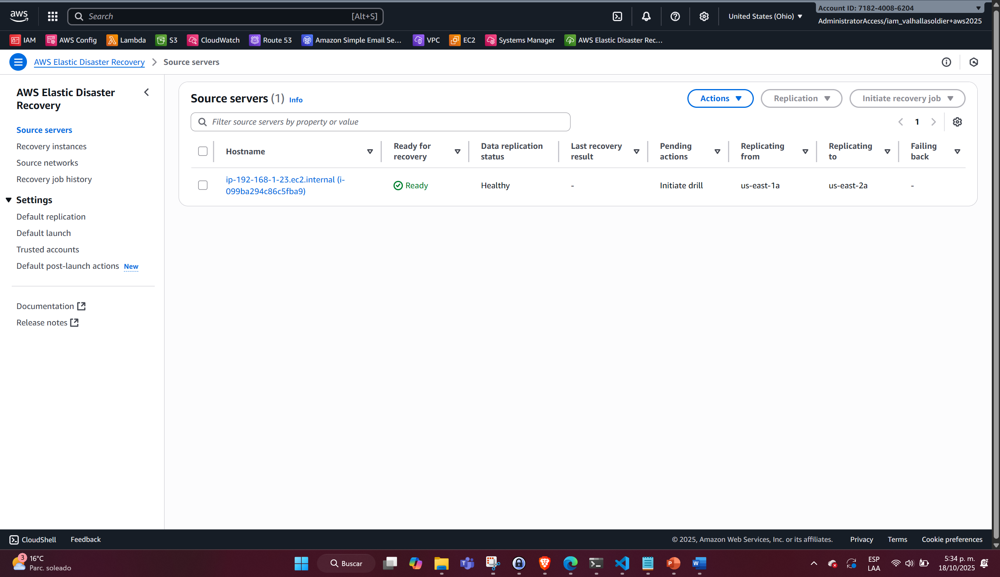 aws
Search
[Alt+S]
United States (Ohio)
Account ID: 7182-4008-6204
AdministratorAccess/iam_valhallasoldier+aws2025
IAM
AWS Config
Lambda
S3
CloudWatch
Route 53
Amazon Simple Email Se...
VPC
EC2
Systems Manager
AWS Elastic Disaster Rec...
AWS Elastic Disaster Recovery
Source servers
AWS Elastic Disaster
Recovery
Source servers
Recovery instances
Source networks
Recovery job history
Settings
Default replication
Default launch
Trusted accounts
Default post-launch actions New
Documentation
Release notes
Source servers (1) Info
Actions
Replication
Initiate recovery job
Filter source servers by property or value
1
Hostname
Ready for
recovery
Data replication
status
Last recovery
result
Pending
actions
Replicating
from
Replicating
to
Failing
back
ip-192-168-1-23.ec2.internal (i-
099ba294c86c5fba9)
Ready
Healthy
-
Initiate drill
us-east-1a
us-east-2a
-
CloudShell
Feedback
© 2025, Amazon Web Services, Inc. or its affiliates.
Privacy
Terms
Cookie preferences
3
16°C
Parc. soleado
Buscar
ESP
LAA
5:34 p. m.
18/10/2025